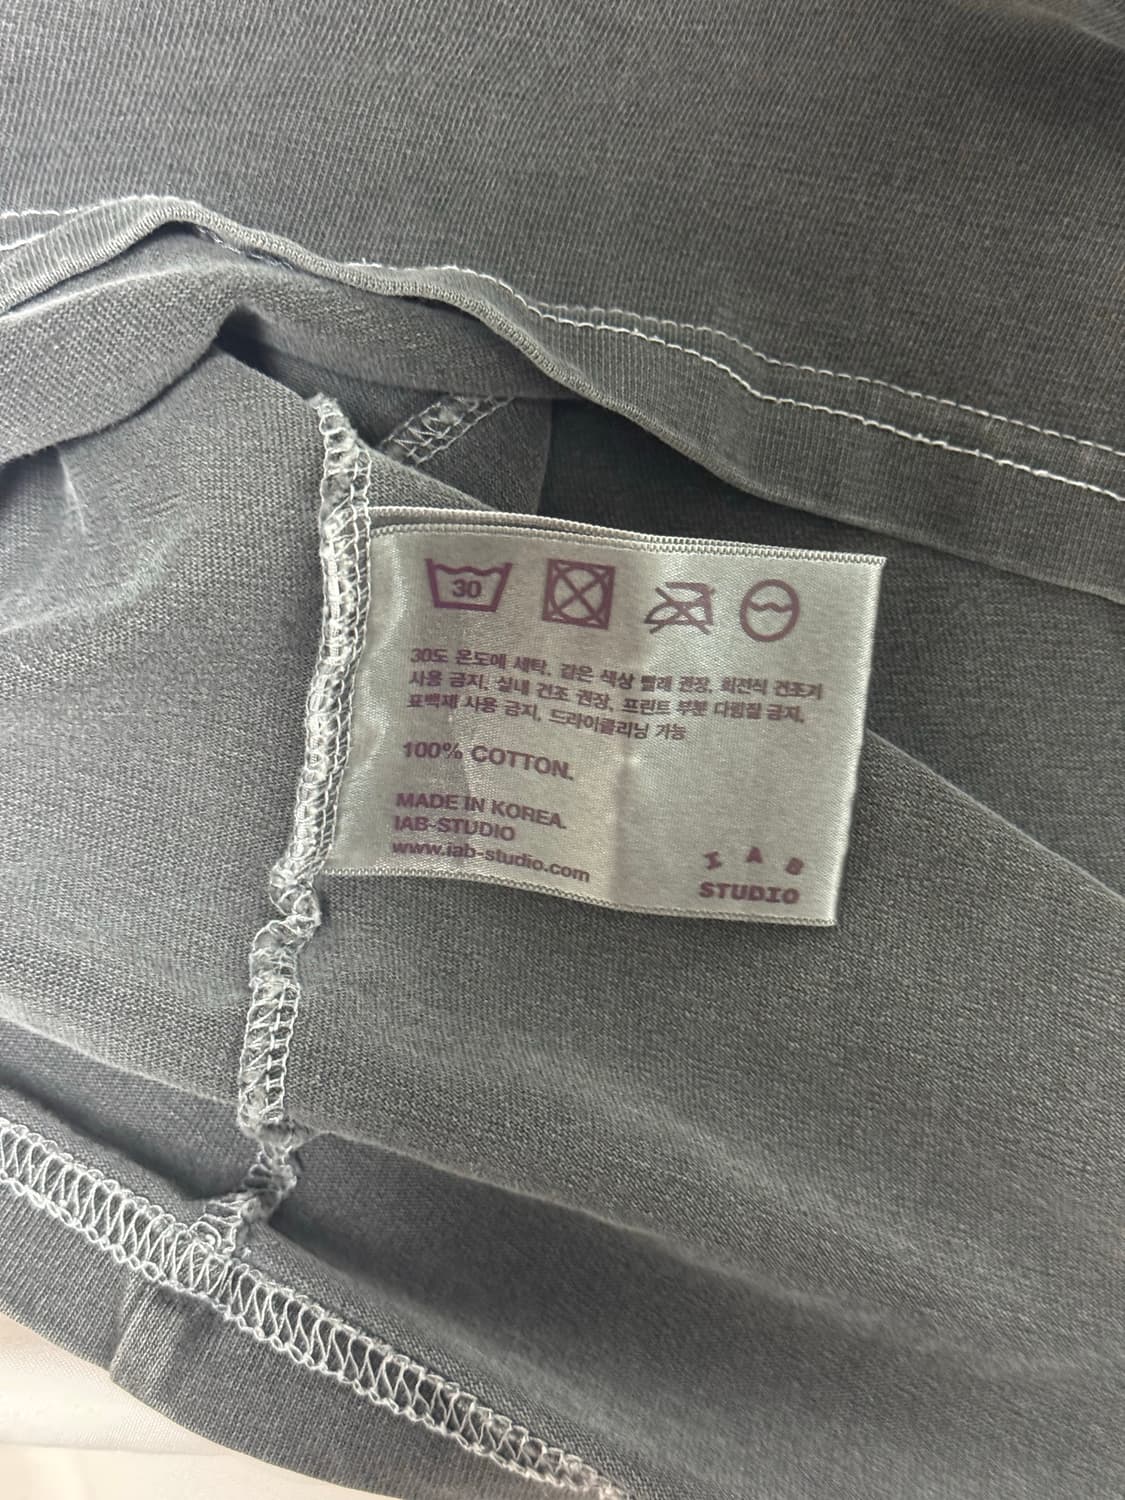 30
30도 온도에 세탁, 같은 색상 빨래 권장, 회전식 건조기
사용 금지, 실내 건조 권장, 프린트 부분 다림질 금지,
표백제 사용 금지, 드라이클리닝 가능
100% COTTON.
MADE IN KOREA.
IAB-STUDIO
www.iab-studio.com
I A B
STUDIO